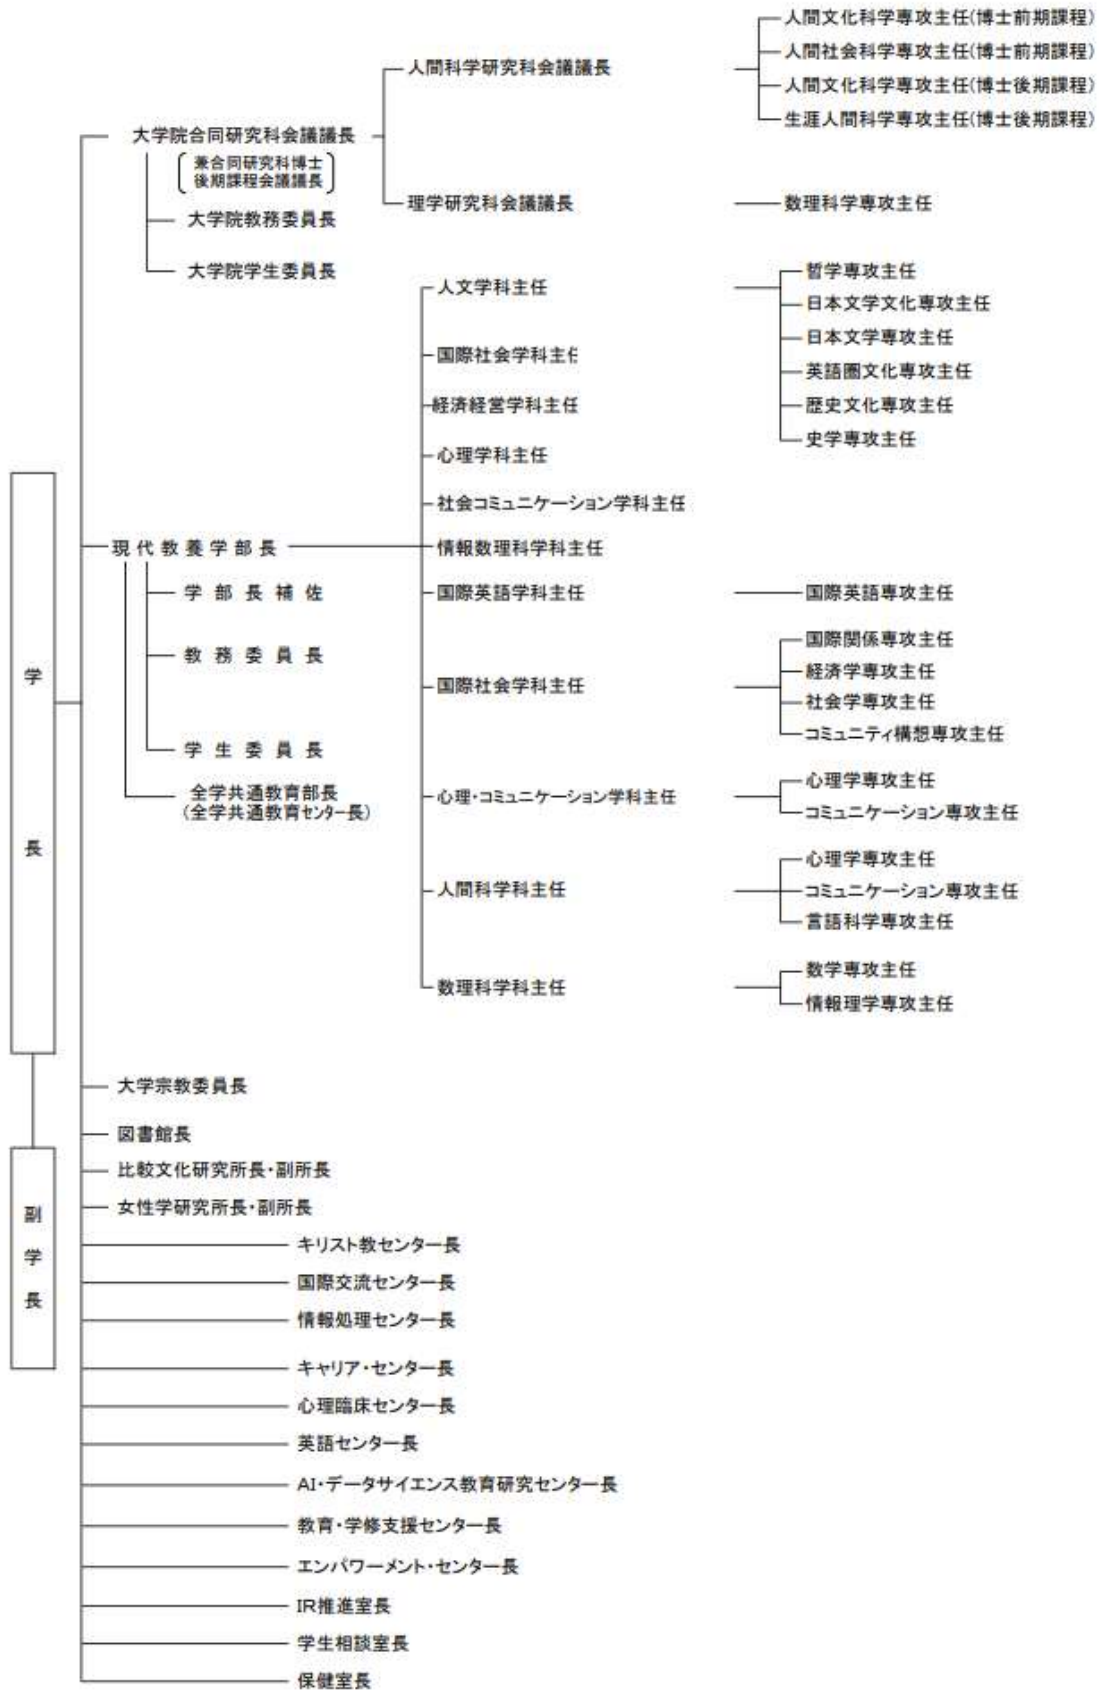 人間文化科学専攻主任(博士前期課程)
人間科学研究科会議議長
人間社会科学専攻主任(博士前期課程)
人間文化科学専攻主任(博士後期課程)
生涯人間科学専攻主任(博士後期課程)
大学院合同研究科会議議長
兼合同研究科博士
後期課程会議議長
理学研究科会議議長
数理科学専攻主任
大学院教務委員長
大学院学生委員長
人文学科主任
哲学専攻主任
日本文学文化専攻主任
日本文学専攻主任
英語圏文化専攻主任
歴史文化専攻主任
史学専攻主任
国際社会学科主任
経済経営学科主任
心理学科主任
社会コミュニケーション学科主任
学長
現代教養学部長
情報数理科学科主任
学部長補佐
国際英語学科主任
国際英語専攻主任
教務委員長
国際社会学科主任
国際関係専攻主任
経済学専攻主任
社会学専攻主任
コミュニティ構想専攻主任
学生委員長
全学共通教育部長
(全学共通教育センター長)
心理・コミュニケーション学科主任
心理学専攻主任
コミュニケーション専攻主任
人間科学科主任
心理学専攻主任
コミュニケーション専攻主任
言語科学専攻主任
数理科学科主任
数学専攻主任
情報理学専攻主任
大学宗教委員長
図書館長
比較文化研究所長・副所長
女性学研究所長・副所長
副学長
キリスト教センター長
国際交流センター長
情報処理センター長
キャリア・センター長
心理臨床センター長
英語センター長
AI・データサイエンス教育研究センター長
教育・学修支援センター長
エンパワーメント・センター長
IR推進室長
学生相談室長
保健室長